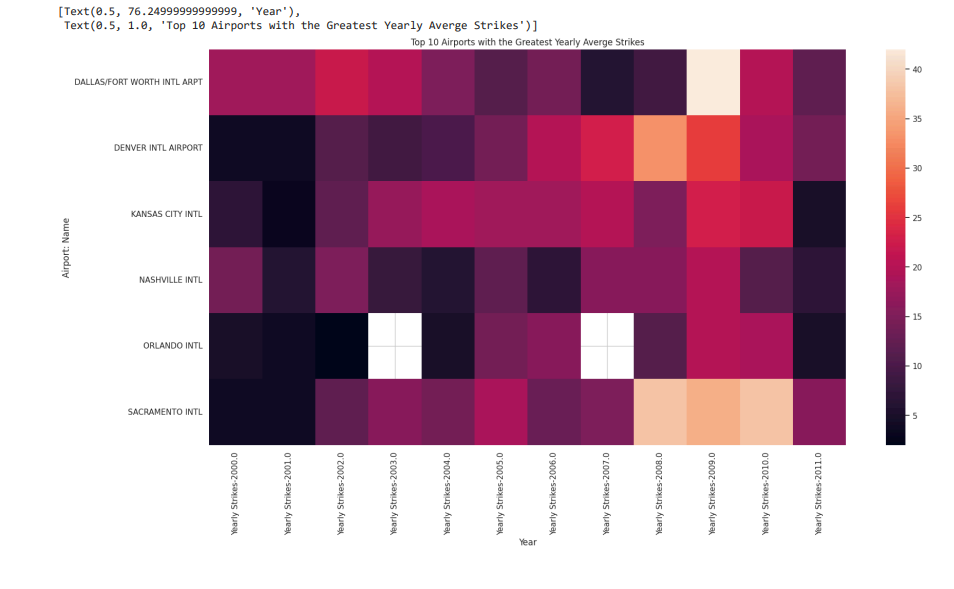 [Text(0.5, 76.24999999999999, 'Year'),
Text(0.5, 1.0, 'Top 10 Airports with the Greatest Yearly Averge Strikes')]
Top 10 Airports with the Greatest Yearly Averge Strikes
Airport: Name
DALLAS/FORT WORTH INTL ARPT
DENVER INTL AIRPORT
KANSAS CITY INTL
NASHVILLE INTL
ORLANDO INTL
SACRAMENTO INTL
40
35
30
25
20
15
10
5
Yearly Strikes-2000.0
Yearly Strikes-2001.0
Yearly Strikes-2002.0
Yearly Strikes-2003.0
Yearly Strikes-2004.0
Yearly Strikes-2005.0
Yearly Strikes-2006.0
Yearly Strikes-2007.0
Yearly Strikes-2008.0
Yearly Strikes-2009.0
Yearly Strikes-2010.0
Yearly Strikes-2011.0
Year